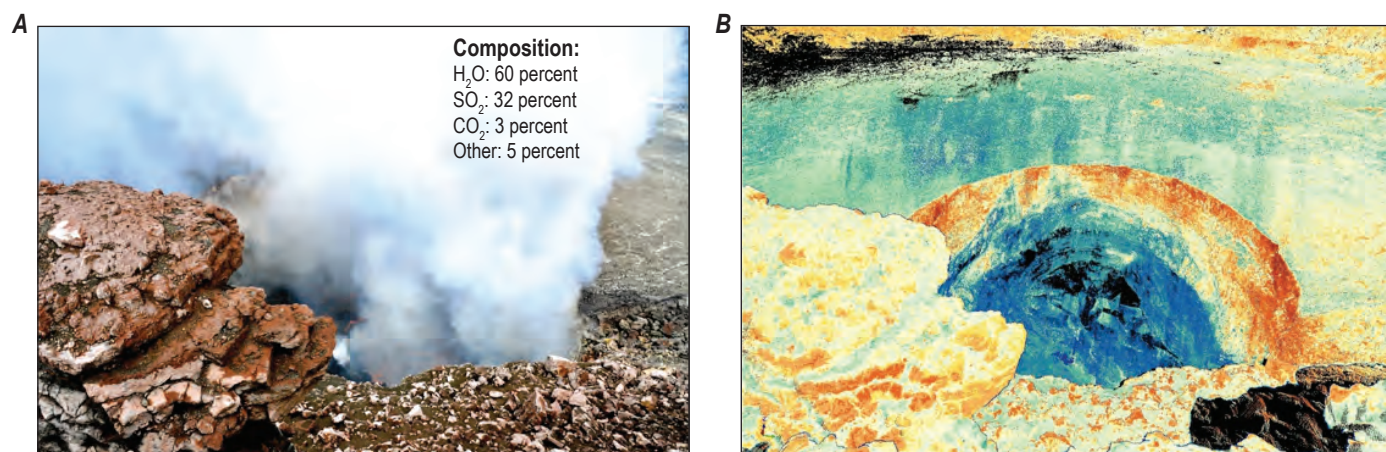 A
Composition:
H₂O: 60 percent
SO₂: 32 percent
CO₂: 3 percent
Other: 5 percent
B